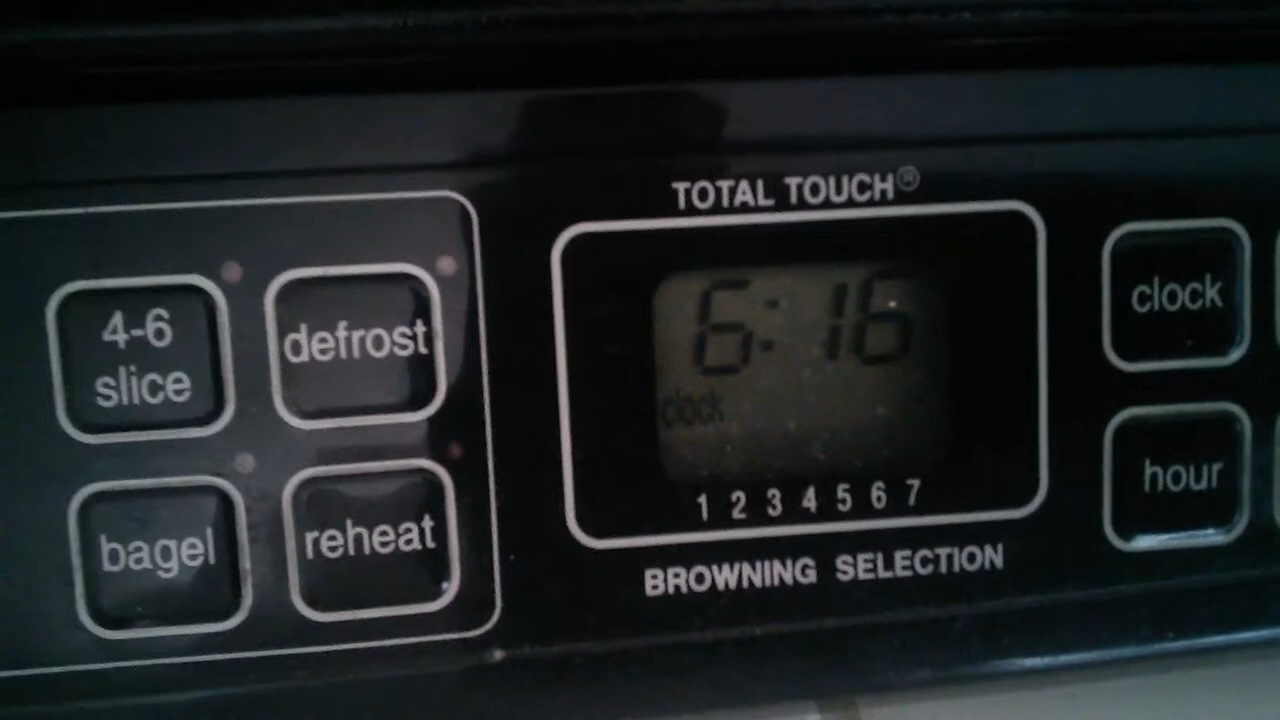 TOTAL TOUCH®
4-6
slice
defrost
6:16
clock
clock
bagel
reheat
hour
1 2 3 4 5 6 7
BROWNING SELECTION